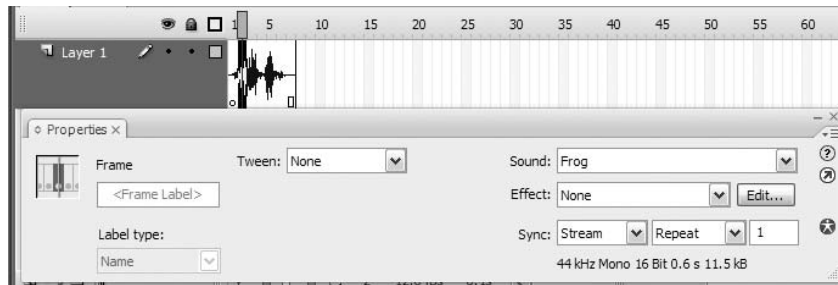 1 5 10 15 20 25 30 35 40 45 50 55 60
Layer 1
Properties ×
Frame Tween: None Sound: Frog
<Frame Label> Effect: None Edit...
Label type: Sync: Stream Repeat 1
Name 44 kHz Mono 16 Bit 0.6 s 11.5 kB